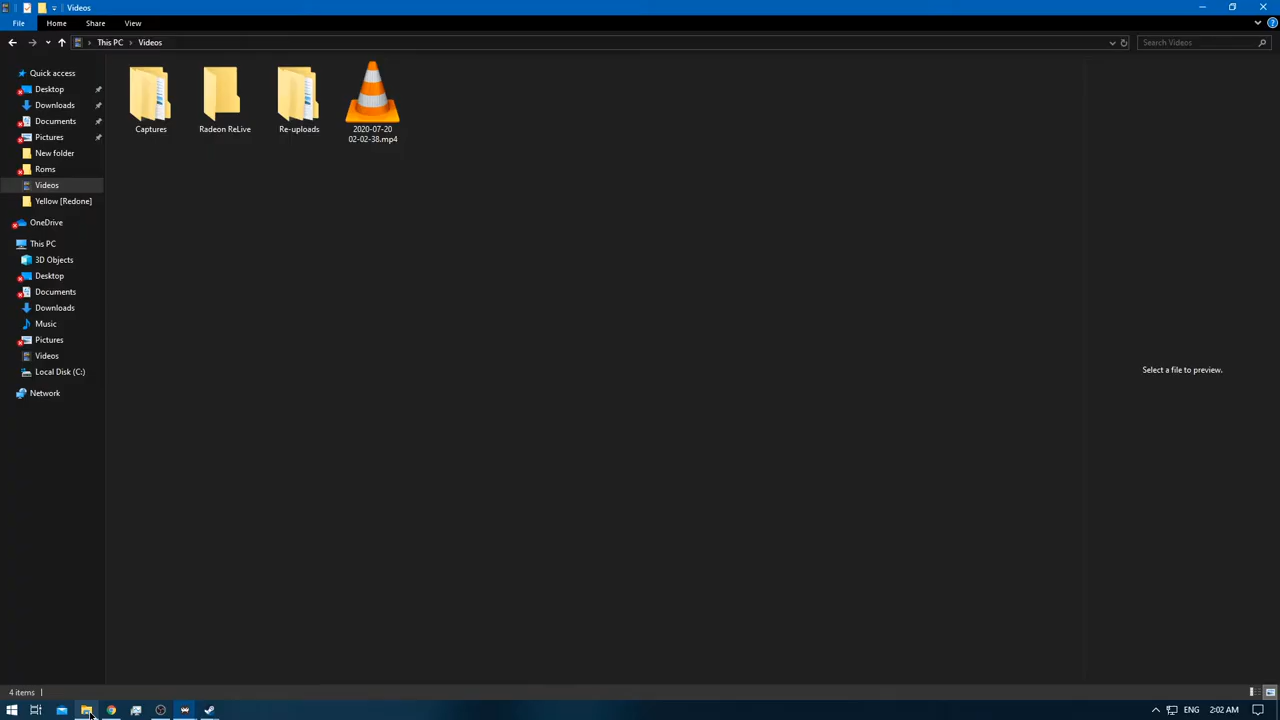 Videos
File Home Share View
This PC Videos Search Videos
Quick access
Desktop
Downloads
Documents
Pictures
New folder
Roms
Videos
Yellow [Redone]
OneDrive
This PC
3D Objects
Desktop
Documents
Downloads
Music
Pictures
Videos
Local Disk (C:)
Network
Captures
Radeon ReLive
Re-uploads
2020-07-20
02-02-38.mp4
Select a file to preview.
4 items
ENG 2:02 AM